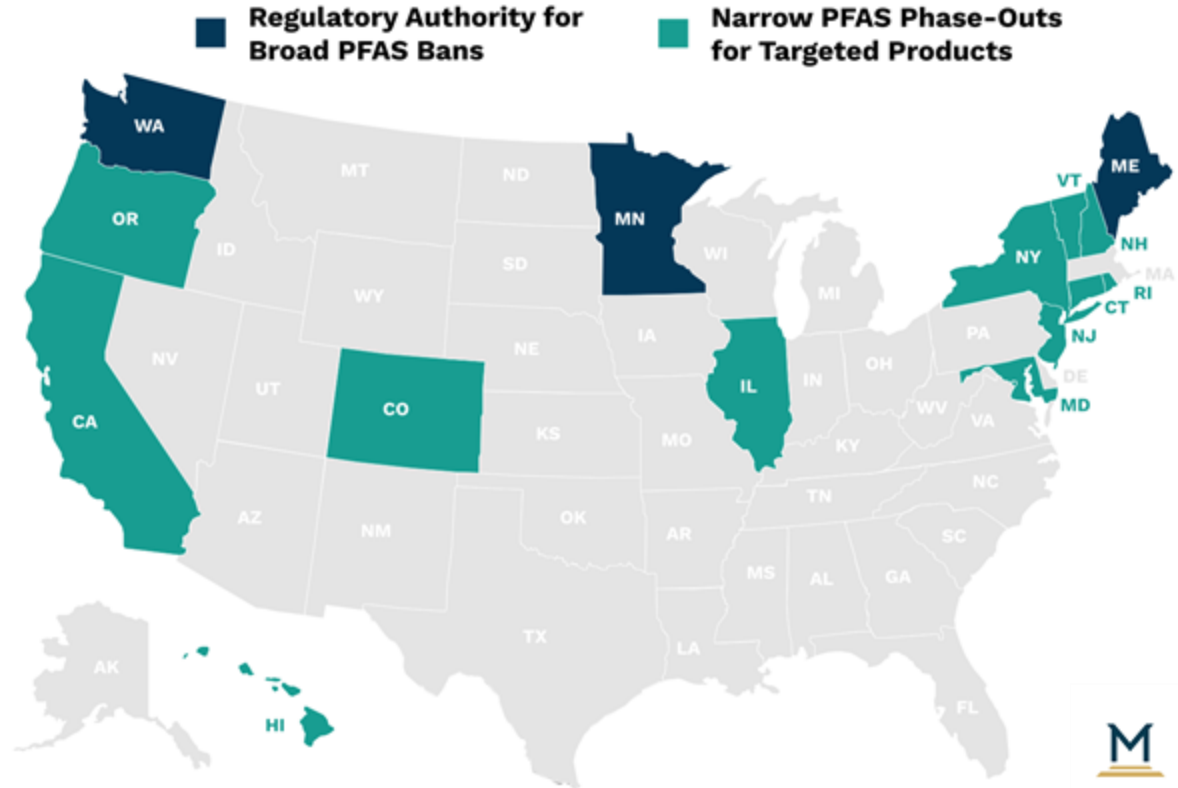 Regulatory Authority for
Broad PFAS Bans
Narrow PFAS Phase-Outs
for Targeted Products
WA
MT
ND
MN
ME
VT
OR
ID
SD
WI
NY
NH
MA
WY
MI
RI
CT
IA
PA
NJ
NV
NE
UT
CO
IL
IN
OH
DE
MD
CA
KS
MO
WV
VA
KY
AZ
NM
OK
TN
NC
AR
SC
MS
AL
GA
TX
LA
AK
HI
FL
M